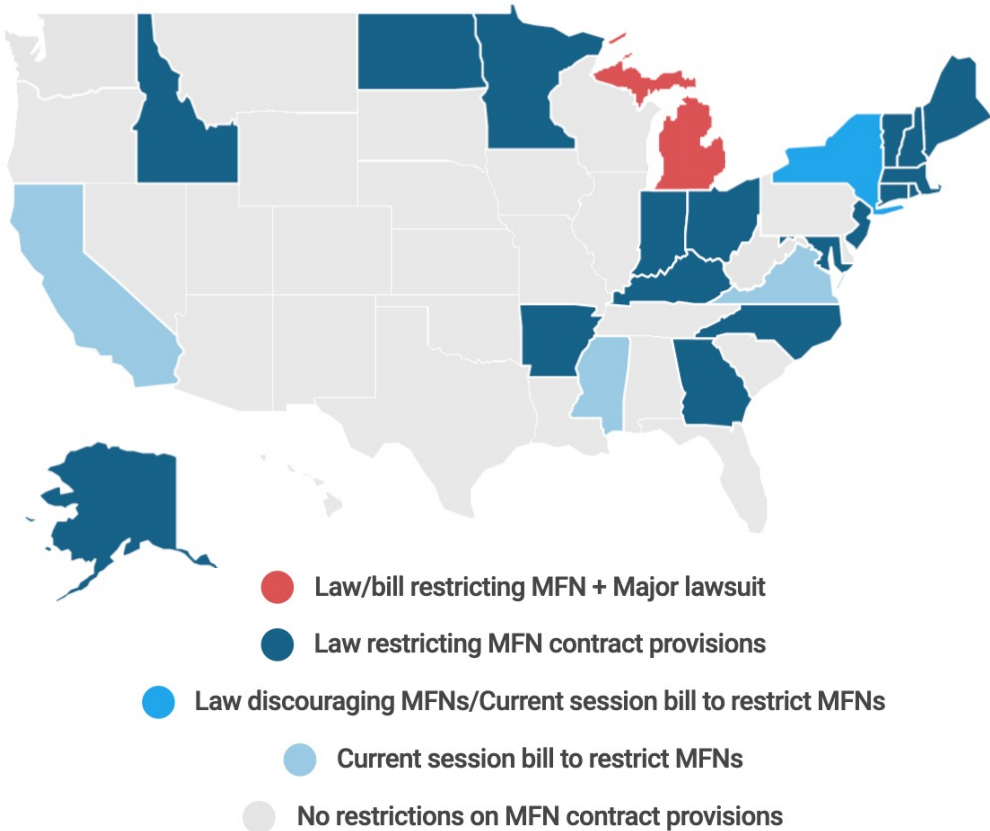 Law/bill restricting MFN + Major lawsuit
Law restricting MFN contract provisions
Law discouraging MFNs/Current session bill to restrict MFNs
Current session bill to restrict MFNs
No restrictions on MFN contract provisions